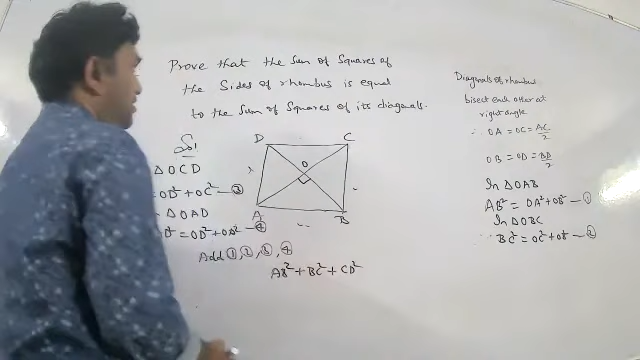 Prove that the Sum of Squares of
the Sides of rhombus is equal
to the Sum of Squares of its diagonals.
Sol
D C
O
A B
Diagonals of rhombus
bisect each other at
right angle
∴ OA = OC = AC/2
OB = OD = BD/2
In △OAB
AB² = OA² + OB² — ①
In △OBC
BC² = OC² + OB² — ②
△OCD
= OD² + OC² — ③
△OAD
= OD² + OA² — ④
Add ①, ②, ③, ④
AB² + BC² + CD²